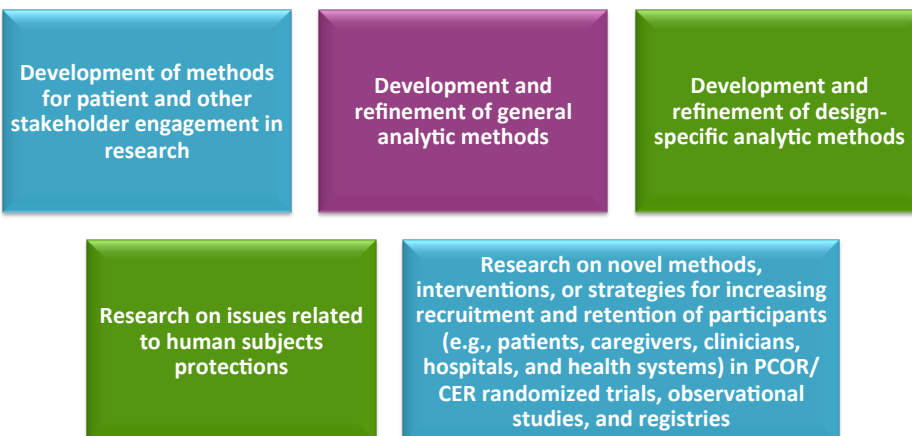 Development of methods
for patient and other
stakeholder engagement in
research
Development and
refinement of general
analytic methods
Development and
refinement of design-
specific analytic methods
Research on issues related
to human subjects
protections
Research on novel methods,
interventions, or strategies for increasing
recruitment and retention of participants
(e.g., patients, caregivers, clinicians,
hospitals, and health systems) in PCOR/
CER randomized trials, observational
studies, and registries